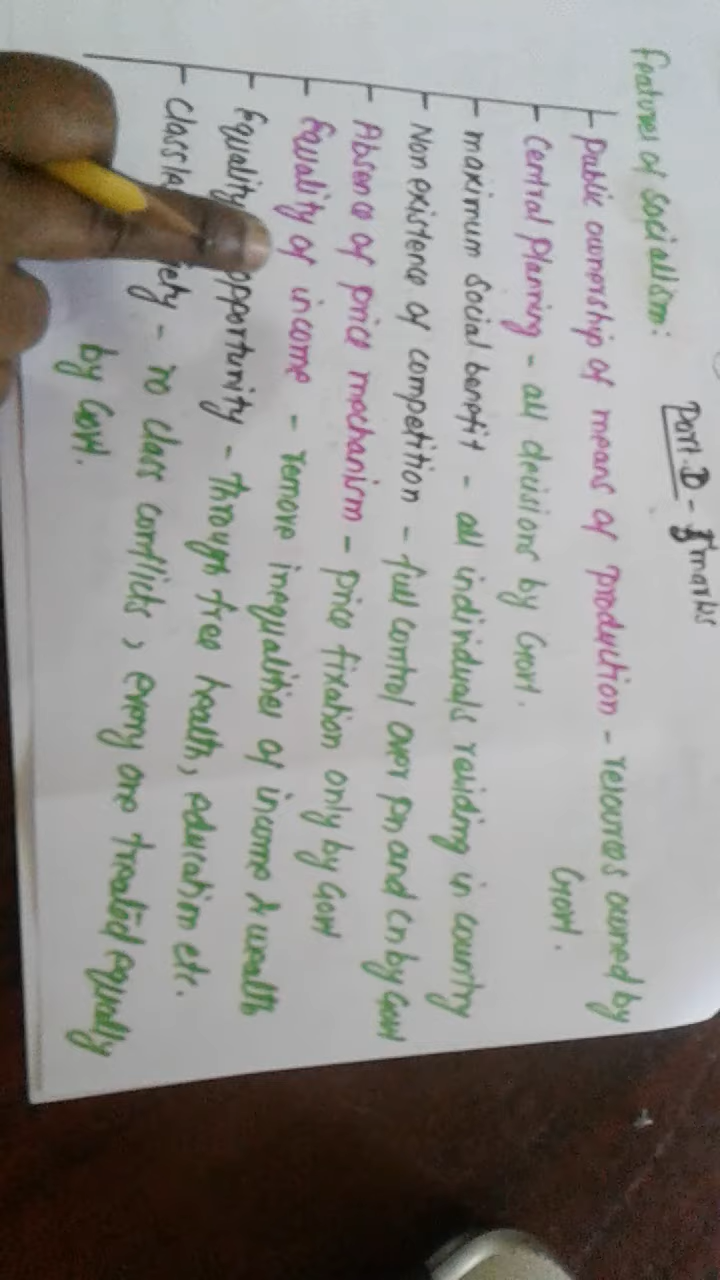 Part.D - 5 marks
Features of socialism:
Public ownership of means of production - resources owned by
Govt.
Central Planning - all decisions by Govt.
maximum social benefit - all individuals residing in country
Non existence of competition - full control over pn and cn by Govt
Absence of price mechanism - price fixation only by Govt
Equality of income - remove inequalities of income & wealth
Equality opportunity - through free health, education etc.
Class - no class conflicts, every one treated equally
by Govt.